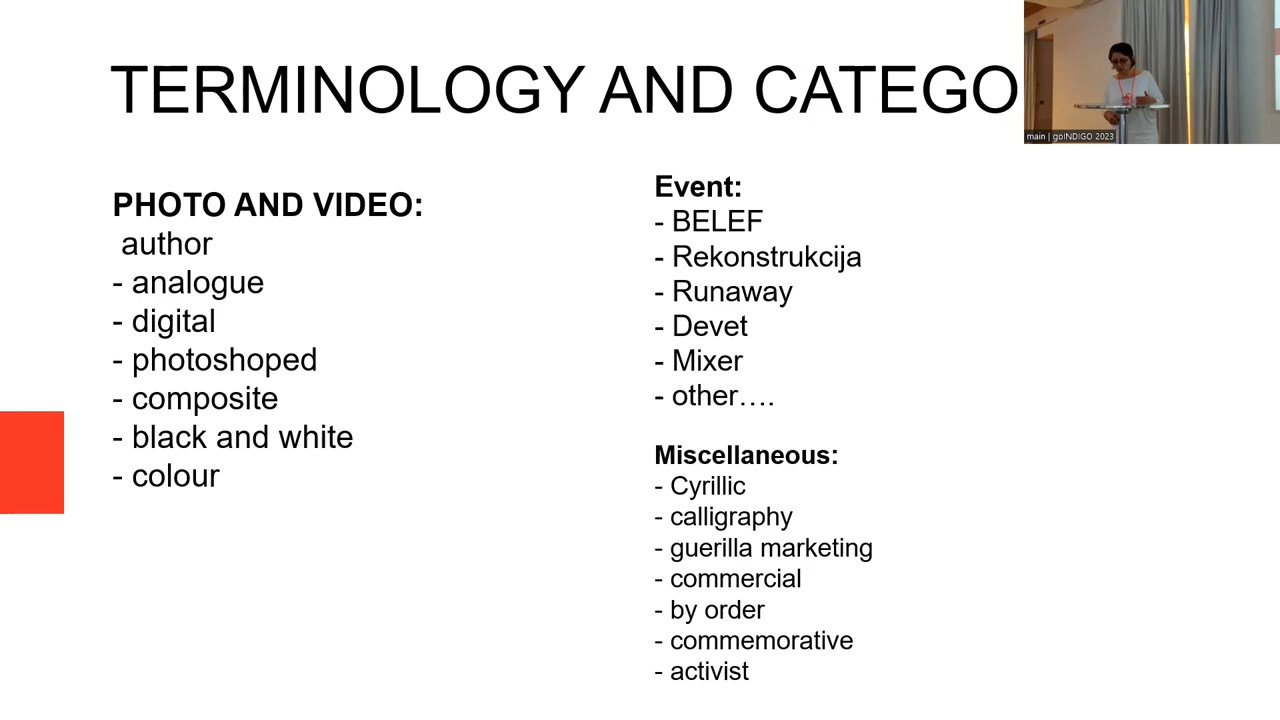 TERMINOLOGY AND CATEGO
main | goINDIGO 2023
PHOTO AND VIDEO:
author
- analogue
- digital
- photoshoped
- composite
- black and white
- colour
Event:
- BELEF
- Rekonstrukcija
- Runaway
- Devet
- Mixer
- other….
Miscellaneous:
- Cyrillic
- calligraphy
- guerilla marketing
- commercial
- by order
- commemorative
- activist